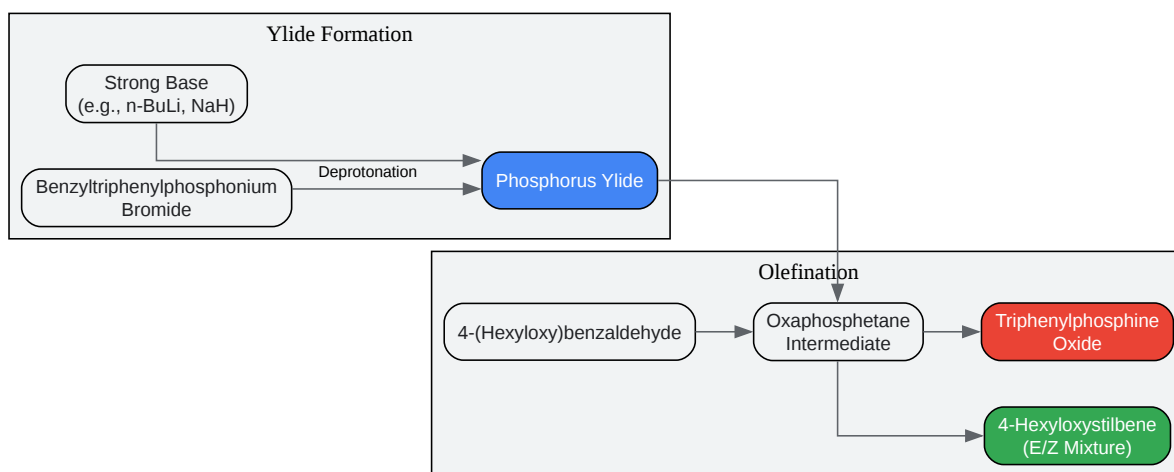 Ylide Formation
Strong Base
(e.g., n-BuLi, NaH)
Deprotonation
Benzyltriphenylphosphonium
Bromide
Phosphorus Ylide
Olefination
4-(Hexyloxy)benzaldehyde
Oxaphosphetane
Intermediate
Triphenylphosphine
Oxide
4-Hexyloxystilbene
(E/Z Mixture)